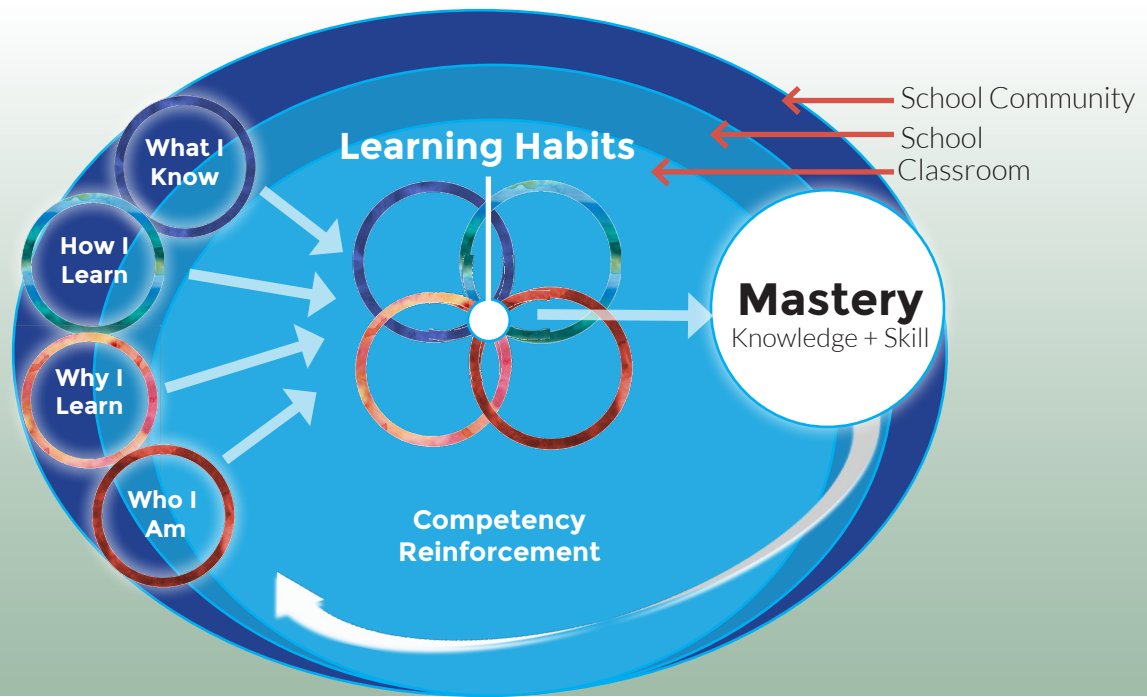 School Community
School
Classroom
Learning Habits
What I
Know
How I
Learn
Why I
Learn
Who I
Am
Mastery
Knowledge + Skill
Competency
Reinforcement